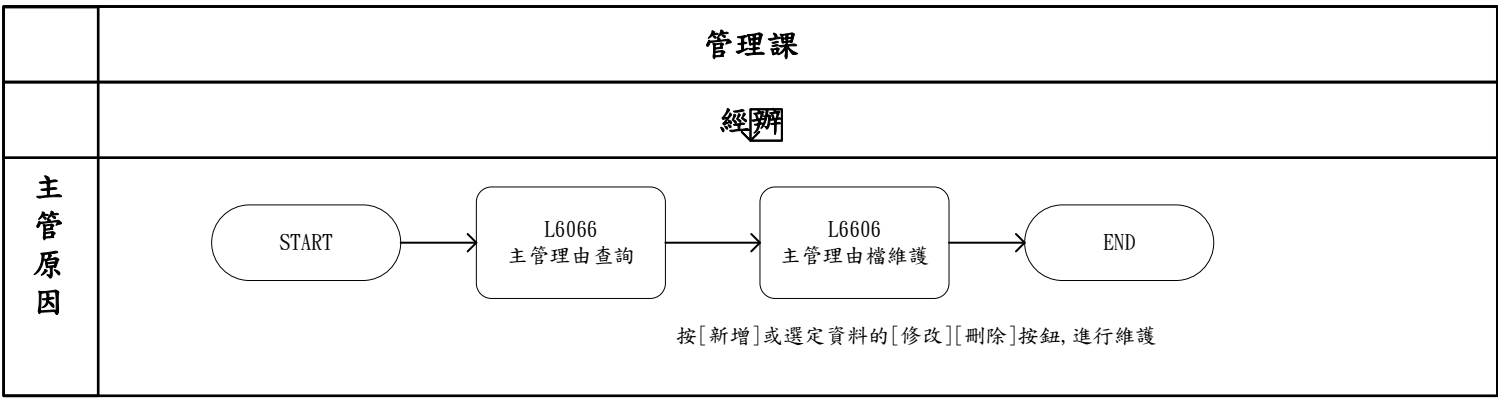 管理課
經辦
主管原因
START
L6066
主管理由查詢
L6606
主管理由檔維護
END
按[新增]或選定資料的[修改][刪除]按鈕,進行維護